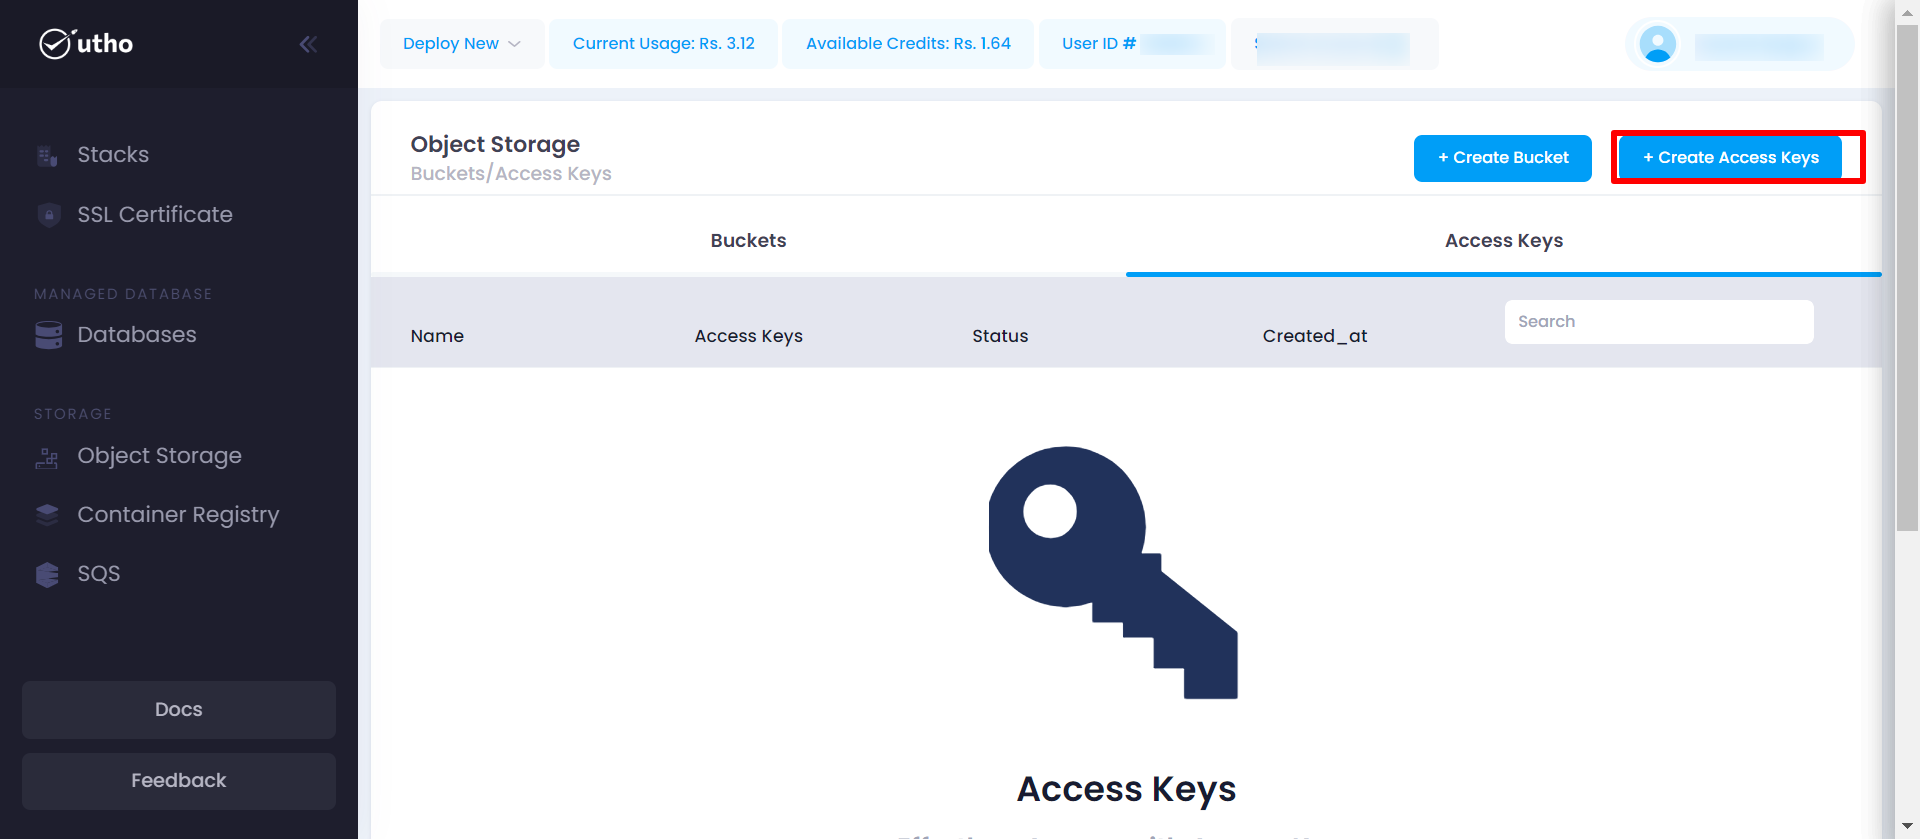 utho
Deploy New
Current Usage: Rs. 3.12
Available Credits: Rs. 1.64
User ID #
Stacks
SSL Certificate
MANAGED DATABASE
Databases
STORAGE
Object Storage
Container Registry
SQS
Docs
Feedback
Object Storage
Buckets/Access Keys
+ Create Bucket
+ Create Access Keys
Buckets
Access Keys
Name
Access Keys
Status
Created_at
Search
Access Keys